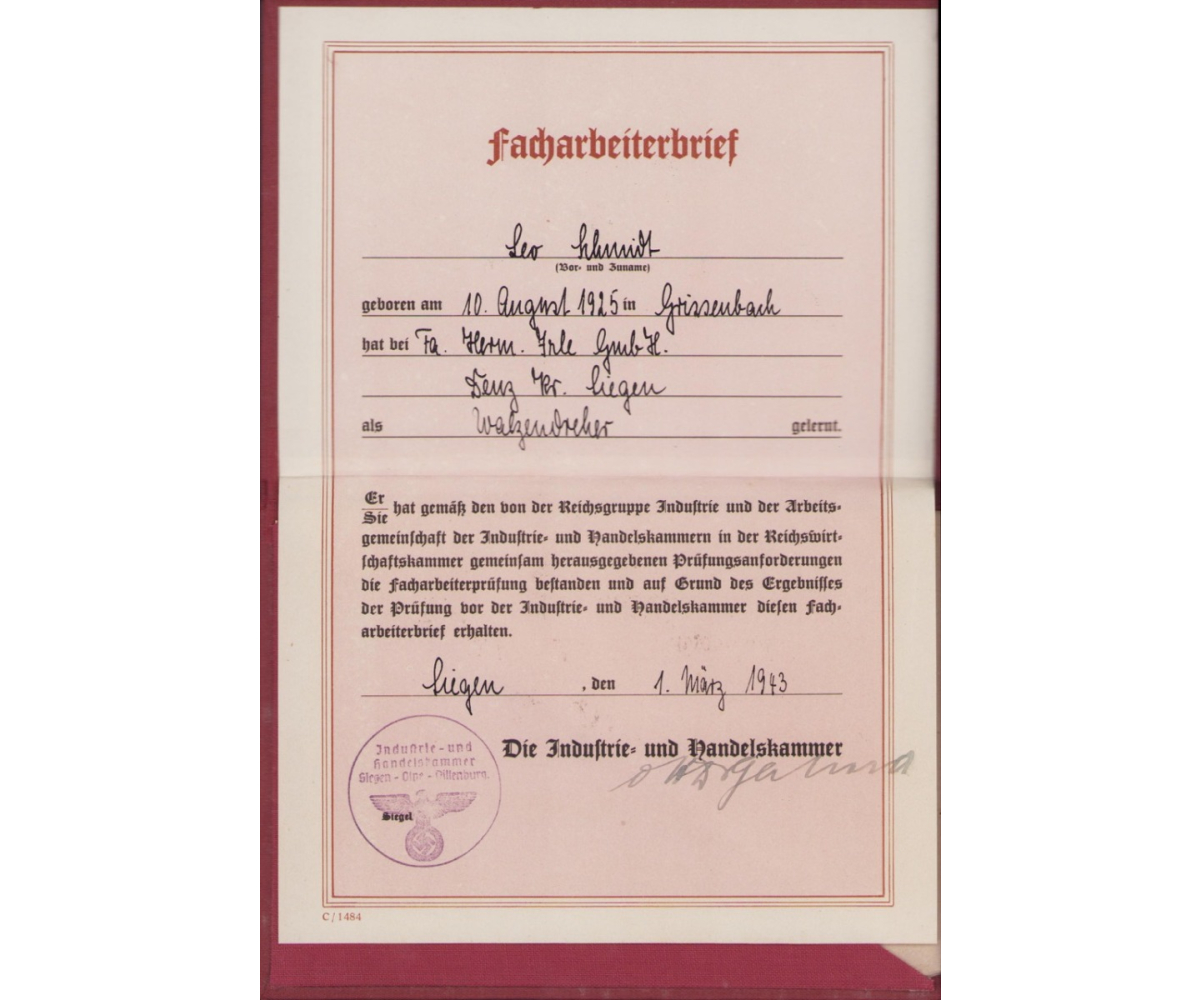 Facharbeiterbrief
Leo Schmidt
(Vor- und Zuname)
geboren am 10. August 1925 in Grissenbach
hat bei Fa. Herm. Irle GmbH.
Deuz Kr. Siegen
als Walzendreher gelernt.
Er
Sie hat gemäß den von der Reichsgruppe Industrie und der Arbeits-
gemeinschaft der Industrie- und Handelskammern in der Reichswirt-
schaftskammer gemeinsam herausgegebenen Prüfungsanforderungen
die Facharbeiterprüfung bestanden und auf Grund des Ergebnisses
der Prüfung vor der Industrie- und Handelskammer diesen Fach-
arbeiterbrief erhalten.
Siegen, den 1. März 1943
Die Industrie- und Handelskammer
Industrie- und
Handelskammer
Siegen - Olpe - Dillenburg.
Siegel
C/1484